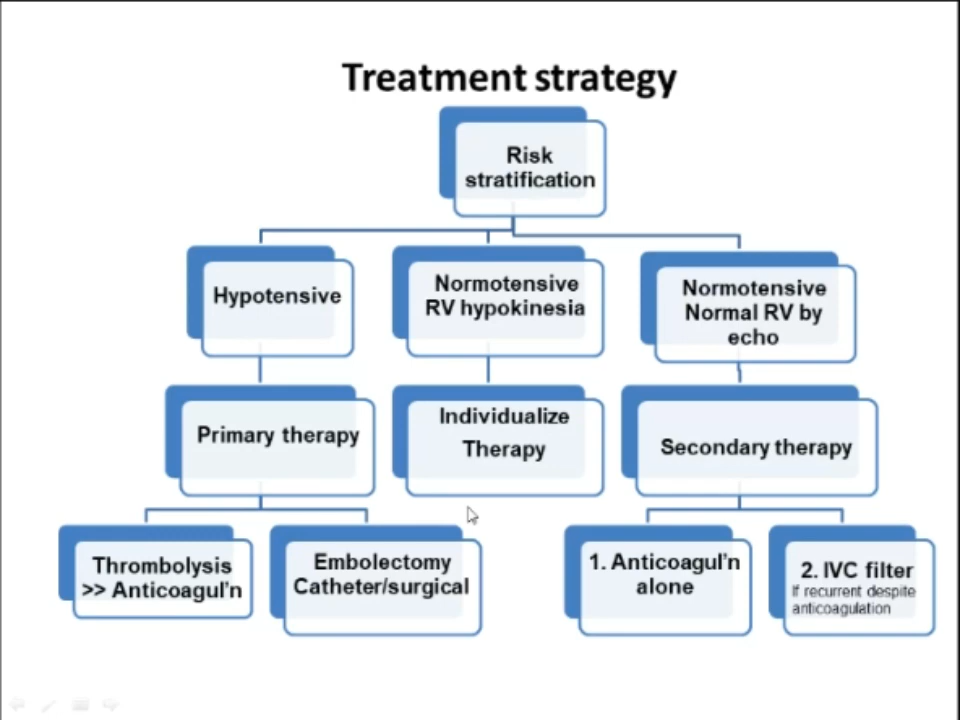 Treatment strategy
Risk
stratification
Hypotensive
Normotensive
RV hypokinesia
Normotensive
Normal RV by
echo
Primary therapy
Individualize
Therapy
Secondary therapy
Thrombolysis
>> Anticoagul'n
Embolectomy
Catheter/surgical
1. Anticoagul'n
alone
2. IVC filter
If recurrent despite
anticoagulation